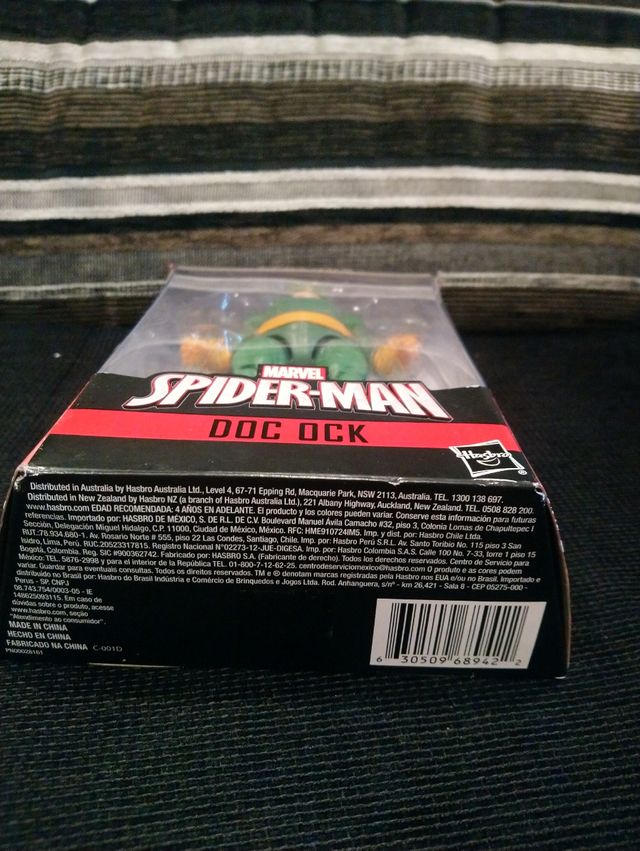 MARVEL
SPIDER-MAN
DOC OCK
Hasbro
Distributed in Australia by Hasbro Australia Ltd., Level 4, 67-71 Epping Rd, Macquarie Park, NSW 2113, Australia. TEL. 1300 138 697.
Distributed in New Zealand by Hasbro NZ (a branch of Hasbro Australia Ltd.), 221 Albany Highway, Auckland, New Zealand. TEL. 0508 828 200.
www.hasbro.com EDAD RECOMENDADA: 4 AÑOS EN ADELANTE. El producto y los colores pueden variar. Conserve esta información para futuras
referencias. Importado por: HASBRO DE MÉXICO, S. DE R.L. DE C.V. Boulevard Manuel Ávila Camacho #32, piso 3, Colonia Lomas de Chapultepec I
Sección, Delegación Miguel Hidalgo, C.P. 11000, Ciudad de México, México. RFC: HME910724IM5. Imp. y dist. por: Hasbro Chile Ltda.
RUT.:78.934.680-1, Av. Rosario Norte # 555, piso 22 Las Condes, Santiago, Chile. Imp. por: Hasbro Perú S.R.L. Av. Santo Toribio No. 115 piso 3 San
Isidro, Lima, Perú. RUC.20523317815. Registro Nacional N°02273-12-JUE-DIGESA. Imp. por: Hasbro Colombia S.A.S. Calle 100 No. 7-33, torre 1 piso 15
Bogotá, Colombia. Reg. SIC #900362742. Todos los derechos reservados. Centro de Servicio para
México: TEL. 5876-2998 y para el interior de la República TEL. 01-800-7-12-62-25. centrodeserviciomexico@hasbro.com O produto e as cores podem
variar. Guardar para eventuais consultas. Todos os direitos reservados. TM e ® denotam marcas registradas pela Hasbro nos EUA e/ou no Brasil. Importado e
distribuído no Brasil por: Hasbro do Brasil Indústria e Comércio de Brinquedos e Jogos Ltda. Rod. Anhanguera, s/nº - km 26,421 - Sala 8 - CEP 05275-000 -
Perus - SP. CNPJ
08.743.754/0003-05 - IE
148625093115. Em caso de
dúvidas sobre o produto, acesse
www.hasbro.com, seção
"Atendimento ao consumidor".
MADE IN CHINA
HECHO EN CHINA
FABRICADO NA CHINA C-001D
PN00028161
6 30509 68942 2